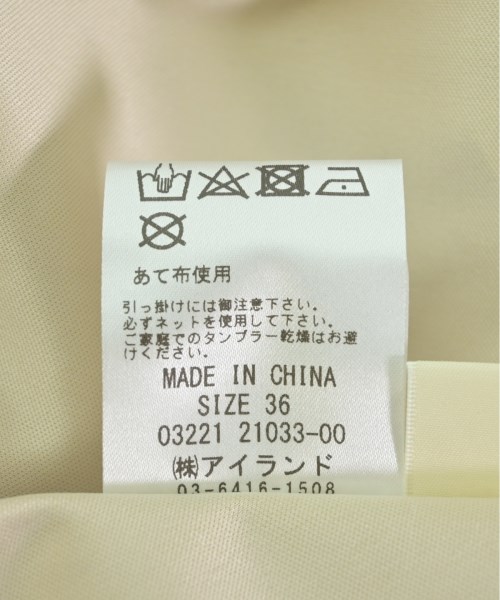 あて布使用
引っ掛けには御注意下さい。
必ずネットを使用して下さい。
ご家庭でのタンブラー乾燥はお避
けください。
MADE IN CHINA
SIZE 36
03221 21033-00
㈱アイランド
03-6416-1508